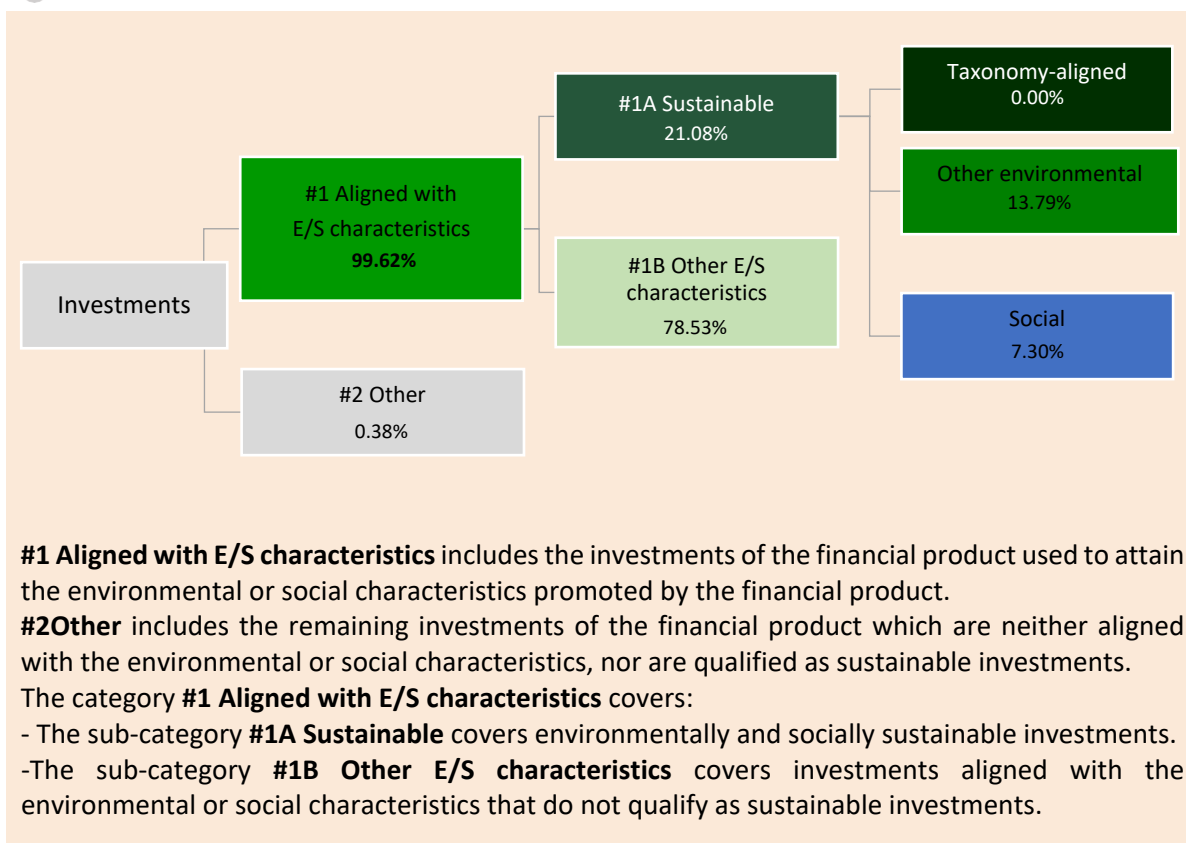 Investments
#1 Aligned with
E/S characteristics
99.62%
#2 Other
0.38%
#1A Sustainable
21.08%
#1B Other E/S
characteristics
78.53%
Taxonomy-aligned
0.00%
Other environmental
13.79%
Social
7.30%
#1 Aligned with E/S characteristics includes the investments of the financial product used to attain
the environmental or social characteristics promoted by the financial product.
#2Other includes the remaining investments of the financial product which are neither aligned
with the environmental or social characteristics, nor are qualified as sustainable investments.
The category #1 Aligned with E/S characteristics covers:
- The sub-category #1A Sustainable covers environmentally and socially sustainable investments.
-The sub-category #1B Other E/S characteristics covers investments aligned with the
environmental or social characteristics that do not qualify as sustainable investments.